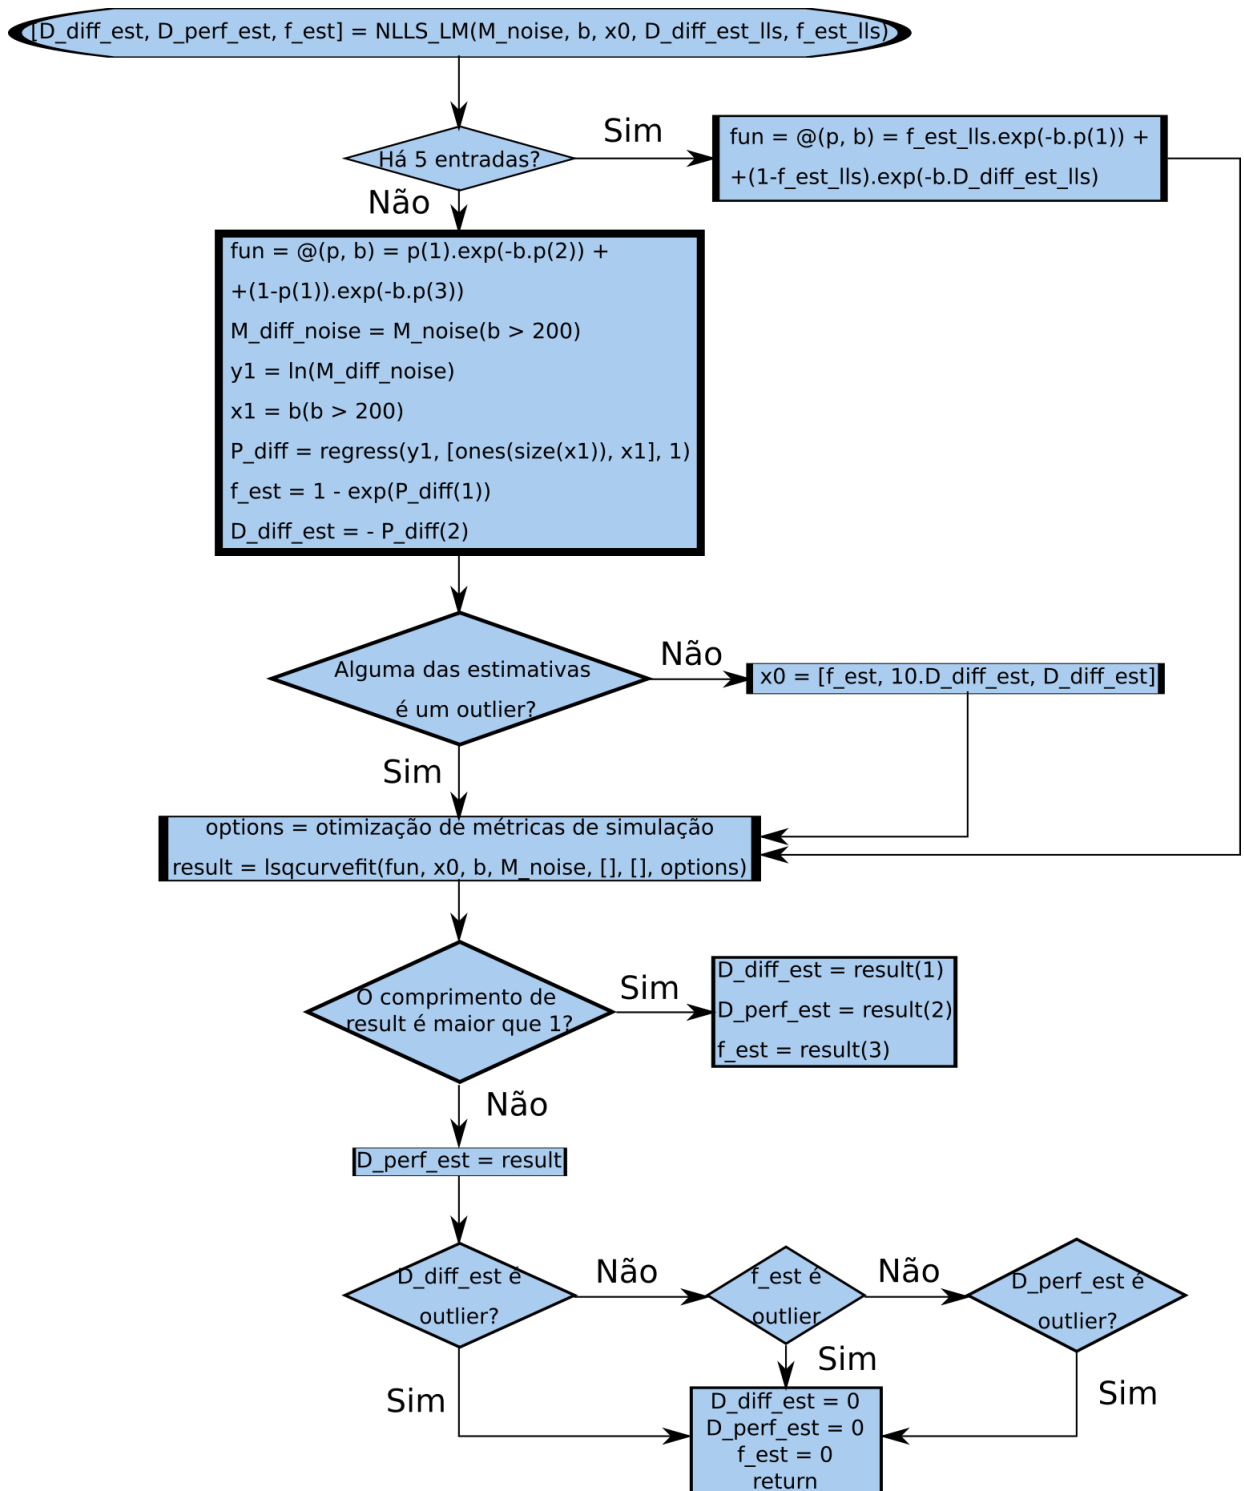 [D_diff_est, D_perf_est, f_est] = NLLS_LM(M_noise, b, x0, D_diff_est_lls, f_est_lls)
Há 5 entradas?
Sim
fun = @(p, b) = f_est_lls.exp(-b.p(1)) +
+(1-f_est_lls).exp(-b.D_diff_est_lls)
Não
fun = @(p, b) = p(1).exp(-b.p(2)) +
+(1-p(1)).exp(-b.p(3))
M_diff_noise = M_noise(b > 200)
y1 = ln(M_diff_noise)
x1 = b(b > 200)
P_diff = regress(y1, [ones(size(x1)), x1], 1)
f_est = 1 - exp(P_diff(1))
D_diff_est = - P_diff(2)
Alguma das estimativas
é um outlier?
Não
x0 = [f_est, 10.D_diff_est, D_diff_est]
Sim
options = otimização de métricas de simulação
result = lsqcurvefit(fun, x0, b, M_noise, [], [], options)
O comprimento de
result é maior que 1?
Sim
D_diff_est = result(1)
D_perf_est = result(2)
f_est = result(3)
Não
D_perf_est = result
D_diff_est é
outlier?
Não
f_est é
outlier
Não
D_perf_est é
outlier?
Sim
Sim
Sim
D_diff_est = 0
D_perf_est = 0
f_est = 0
return